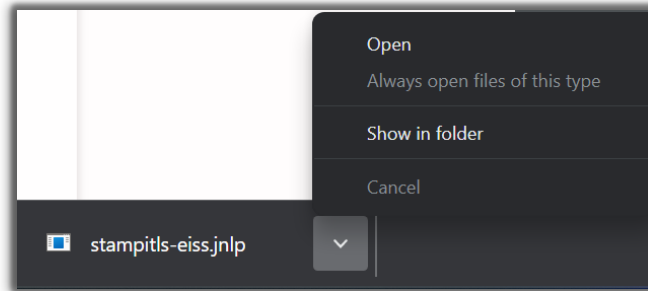 Open
Always open files of this type
Show in folder
Cancel
stampitls-eiss.jnlp